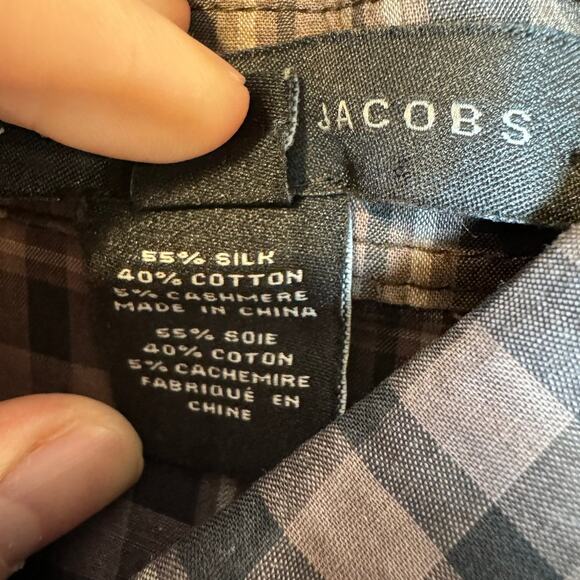 JACOBS
55% SILK
40% COTTON
5% CASHMERE
MADE IN CHINA
55% SOIE
40% COTON
5% CACHEMIRE
FABRIQUÉ EN
CHINE